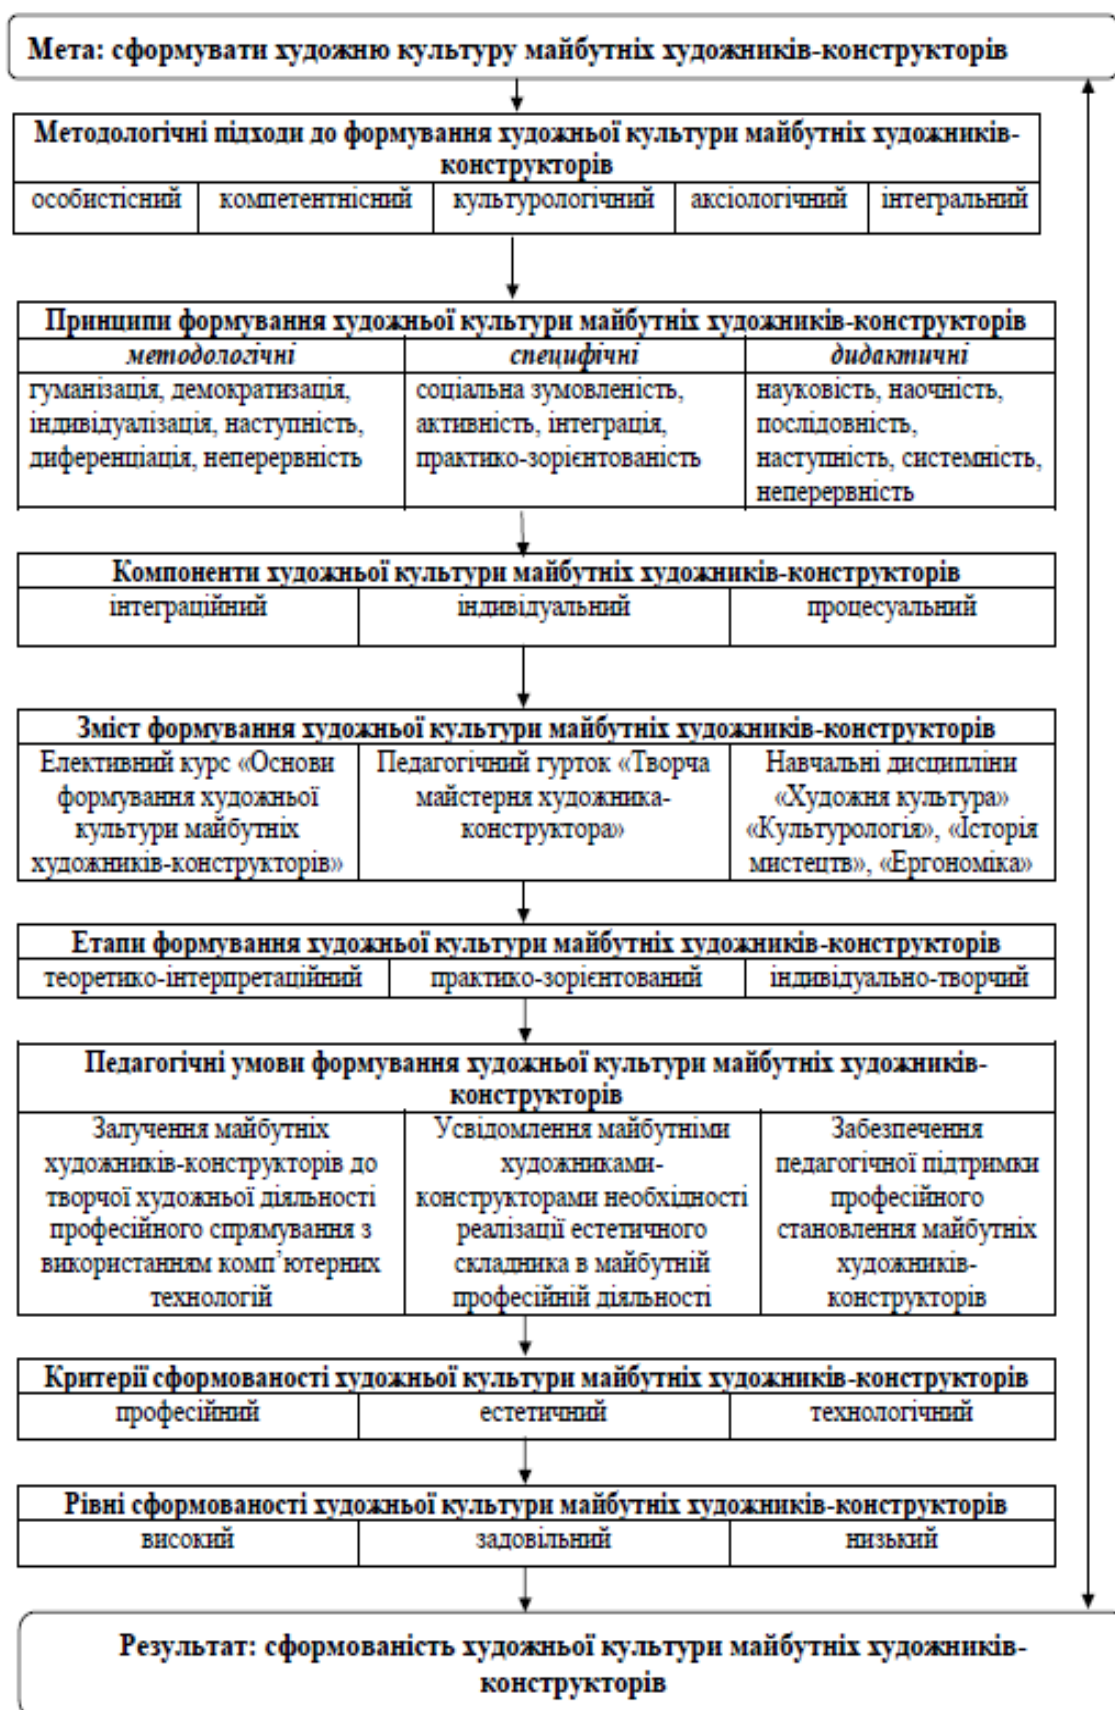 Мета: сформувати художню культуру майбутніх художників-конструкторів
Методологічні підходи до формування художньої культури майбутніх художників-
конструкторів
особистісний компетентнісний культурологічний аксіологічний інтегральний
Принципи формування художньої культури майбутніх художників-конструкторів
методологічні специфічні дидактичні
гуманізація, демократизація,
індивідуалізація, наступність,
диференціація, неперервність
соціальна зумовленість,
активність, інтеграція,
практико-зорієнтованість
науковість, наочність,
послідовність,
наступність, системність,
неперервність
Компоненти художньої культури майбутніх художників-конструкторів
інтеграційний індивідуальний процесуальний
Зміст формування художньої культури майбутніх художників-конструкторів
Елективний курс «Основи
формування художньої
культури майбутніх
художників-конструкторів»
Педагогічний гурток «Творча
майстерня художника-
конструктора»
Навчальні дисципліни
«Художня культура»
«Культурологія», «Історія
мистецтв», «Ергономіка»
Етапи формування художньої культури майбутніх художників-конструкторів
теоретико-інтерпретаційний практико-зорієнтований індивідуально-творчий
Педагогічні умови формування художньої культури майбутніх художників-
конструкторів
Залучення майбутніх
художників-конструкторів до
творчої художньої діяльності
професійного спрямування з
використанням комп’ютерних
технологій
Усвідомлення майбутніми
художниками-
конструкторами необхідності
реалізації естетичного
складника в майбутній
професійній діяльності
Забезпечення
педагогічної підтримки
професійного
становлення майбутніх
художників-
конструкторів
Критерії сформованості художньої культури майбутніх художників-конструкторів
професійний естетичний технологічний
Рівні сформованості художньої культури майбутніх художників-конструкторів
високий задовільний низький
Результат: сформованість художньої культури майбутніх художників-
конструкторів